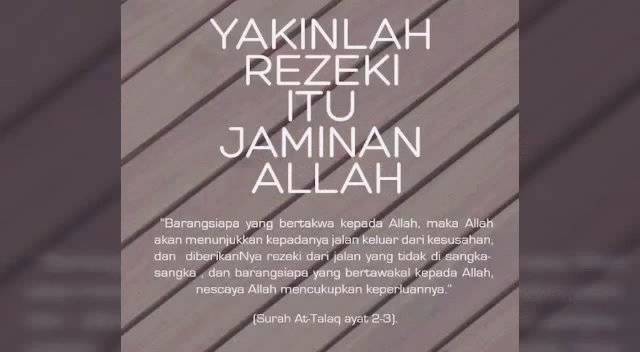 YAKINLAH
REZEKI
ITU
JAMINAN
ALLAH
"Barangsiapa yang bertakwa kepada Allah, maka Allah
akan menunjukkan kepadanya jalan keluar dari kesusahan,
dan diberikanNya rezeki dari jalan yang tidak di sangka-
sangka , dan barangsiapa yang bertawakal kepada Allah,
nescaya Allah mencukupkan keperluannya."
(Surah At-Talaq ayat 2-3).